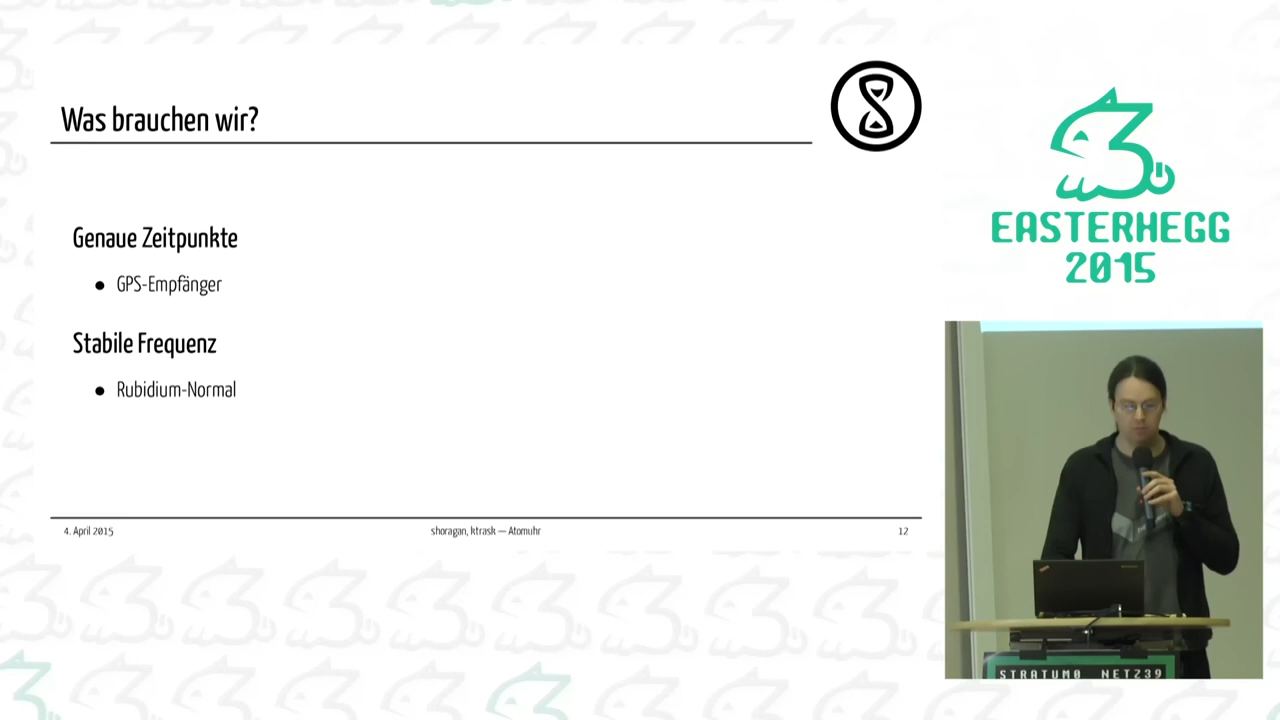 Was brauchen wir?
Genaue Zeitpunkte
● GPS-Empfänger
Stabile Frequenz
● Rubidium-Normal
4. April 2015
shoragan, ktrask — Atomuhr
12
EASTERHEGG
2015
STRATUM0 NETZ39